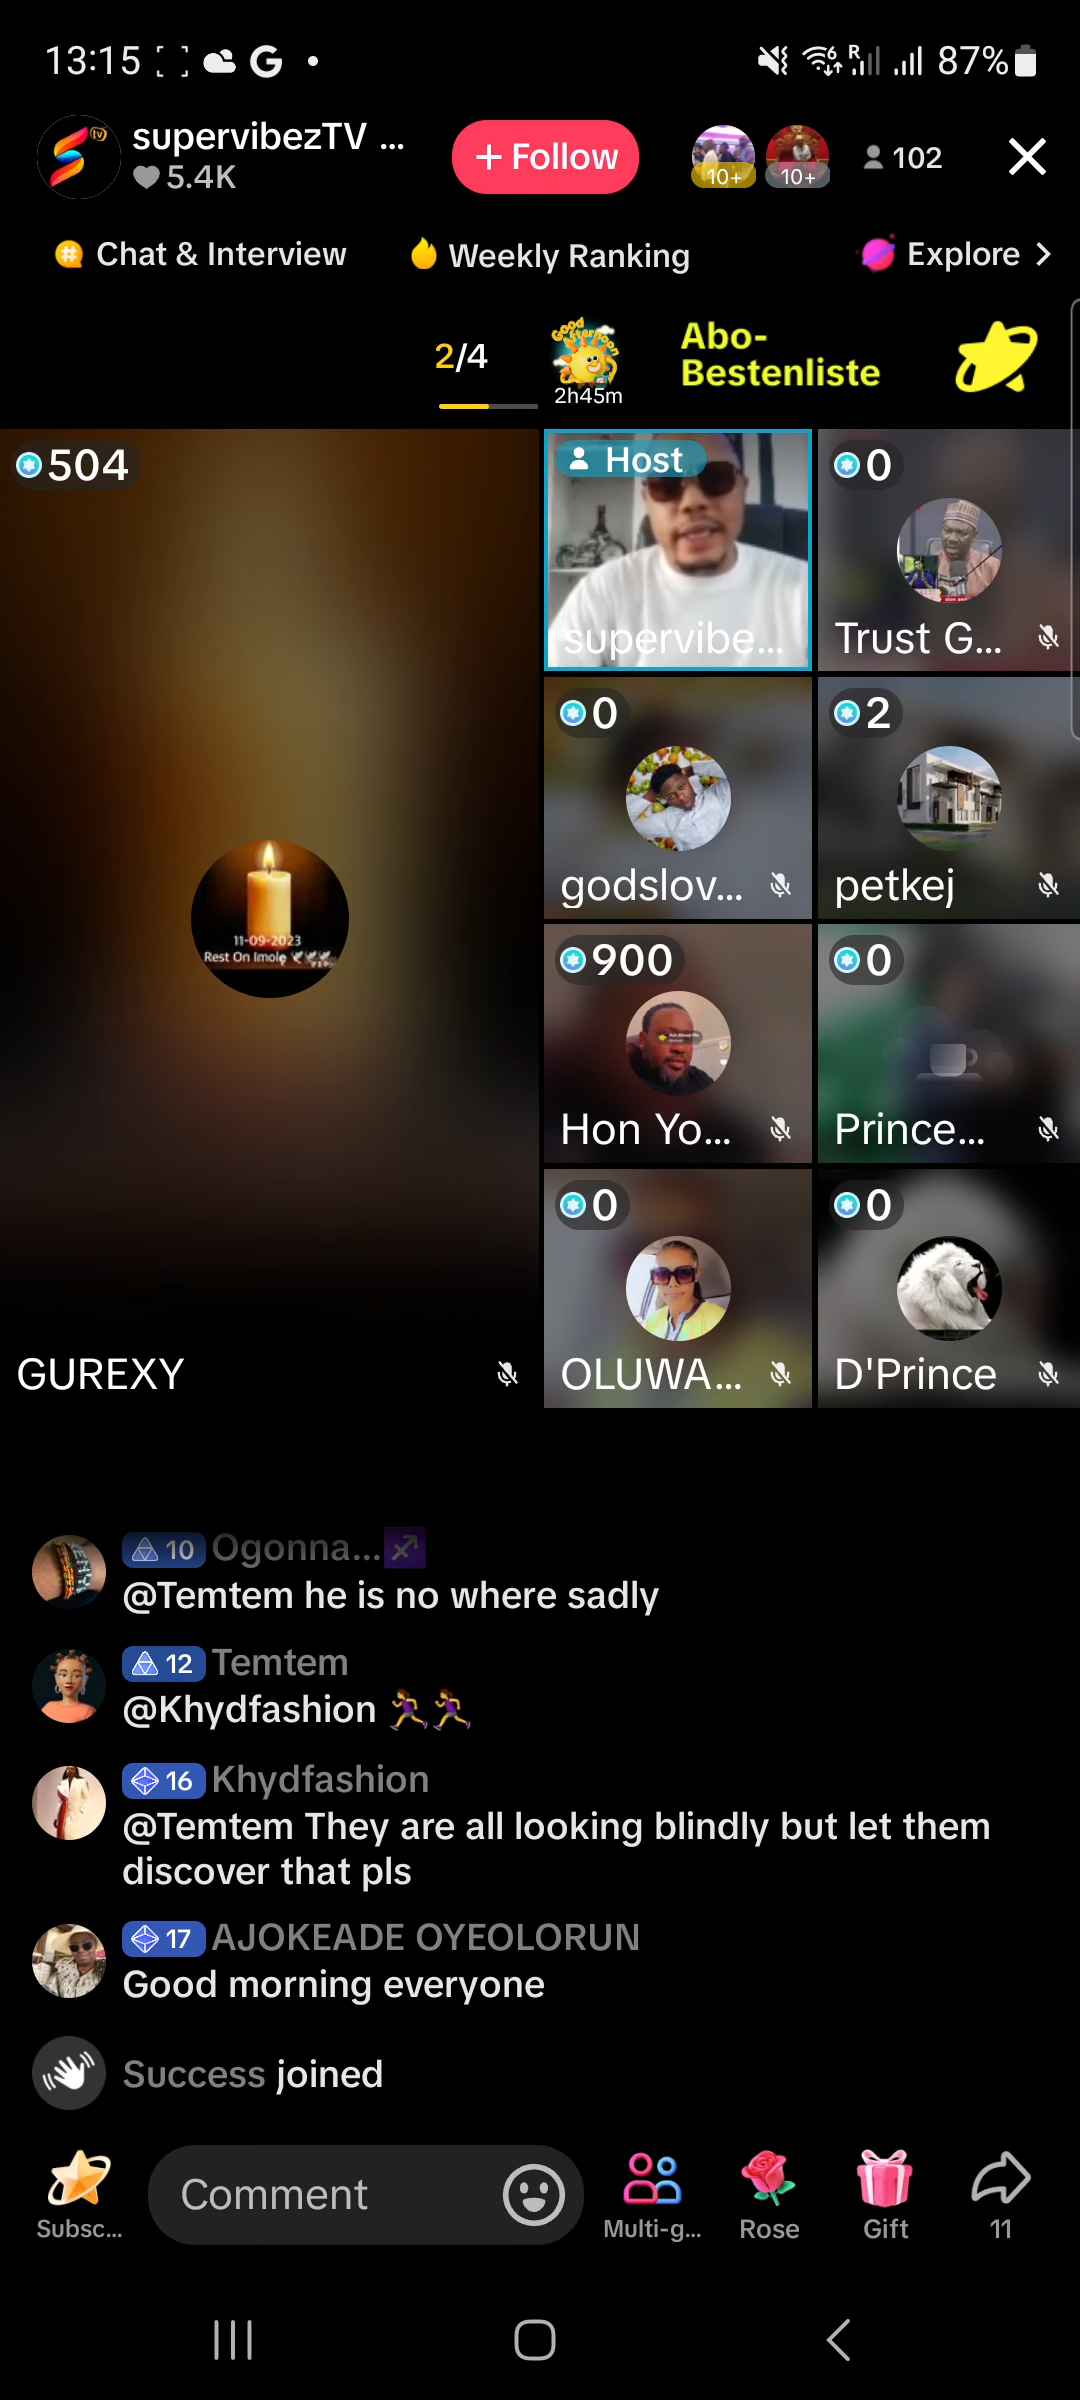 13:15
87%
supervibezTV ...
5.4K
+ Follow
10+
10+
102
Chat & Interview
Weekly Ranking
Explore >
2/4
Good Afternoon
2h45m
Abo-
Bestenliste
504
Host
supervibe...
0
Trust G...
0
godslov...
2
petkej
11-09-2023
Rest On Imole
900
Hon Yo...
0
Prince...
0
OLUWA...
0
D'Prince
GUREXY
10 Ogonna...
@Temtem he is no where sadly
12 Temtem
@Khydfashion
16 Khydfashion
@Temtem They are all looking blindly but let them
discover that pls
17 AJOKEADE OYEOLORUN
Good morning everyone
Success joined
Comment
Subsc...
Multi-g...
Rose
Gift
11